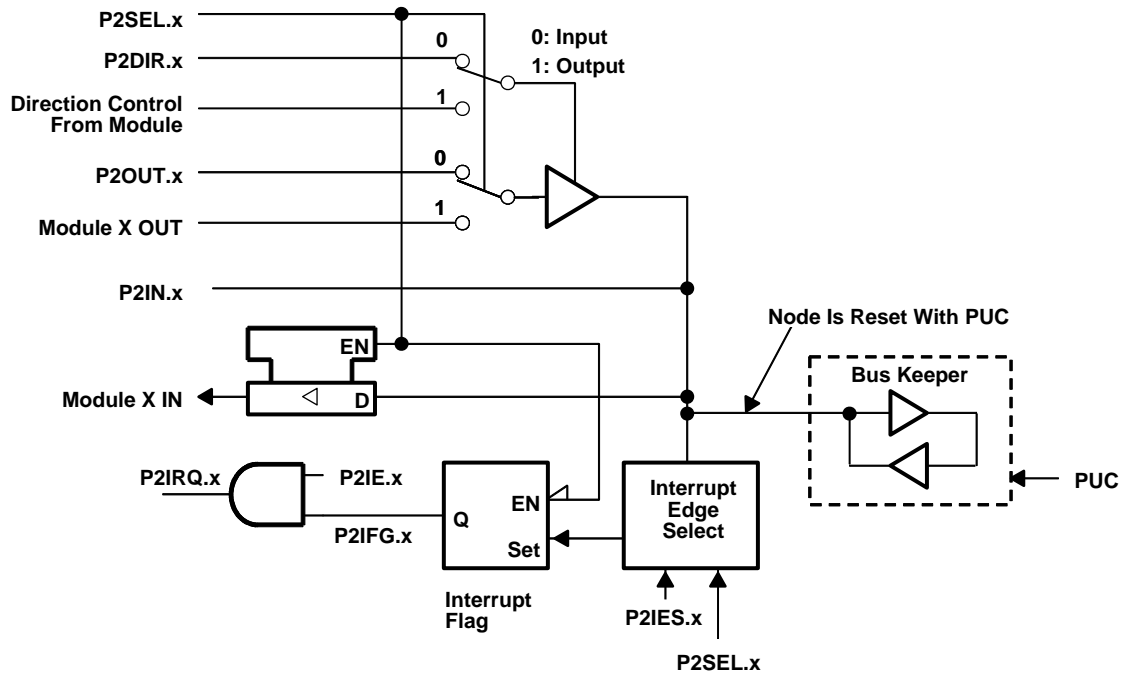 P2SEL.x
0
0: Input
P2DIR.x
1: Output
Direction Control
From Module
1
0
P2OUT.x
1
Module X OUT
P2IN.x
Node Is Reset With PUC
EN
Bus Keeper
Module X IN
D
P2IRQ.x
P2IE.x
Interrupt
Edge
Select
PUC
EN
Q
P2IFG.x
Set
Interrupt
Flag
P2IES.x
P2SEL.x